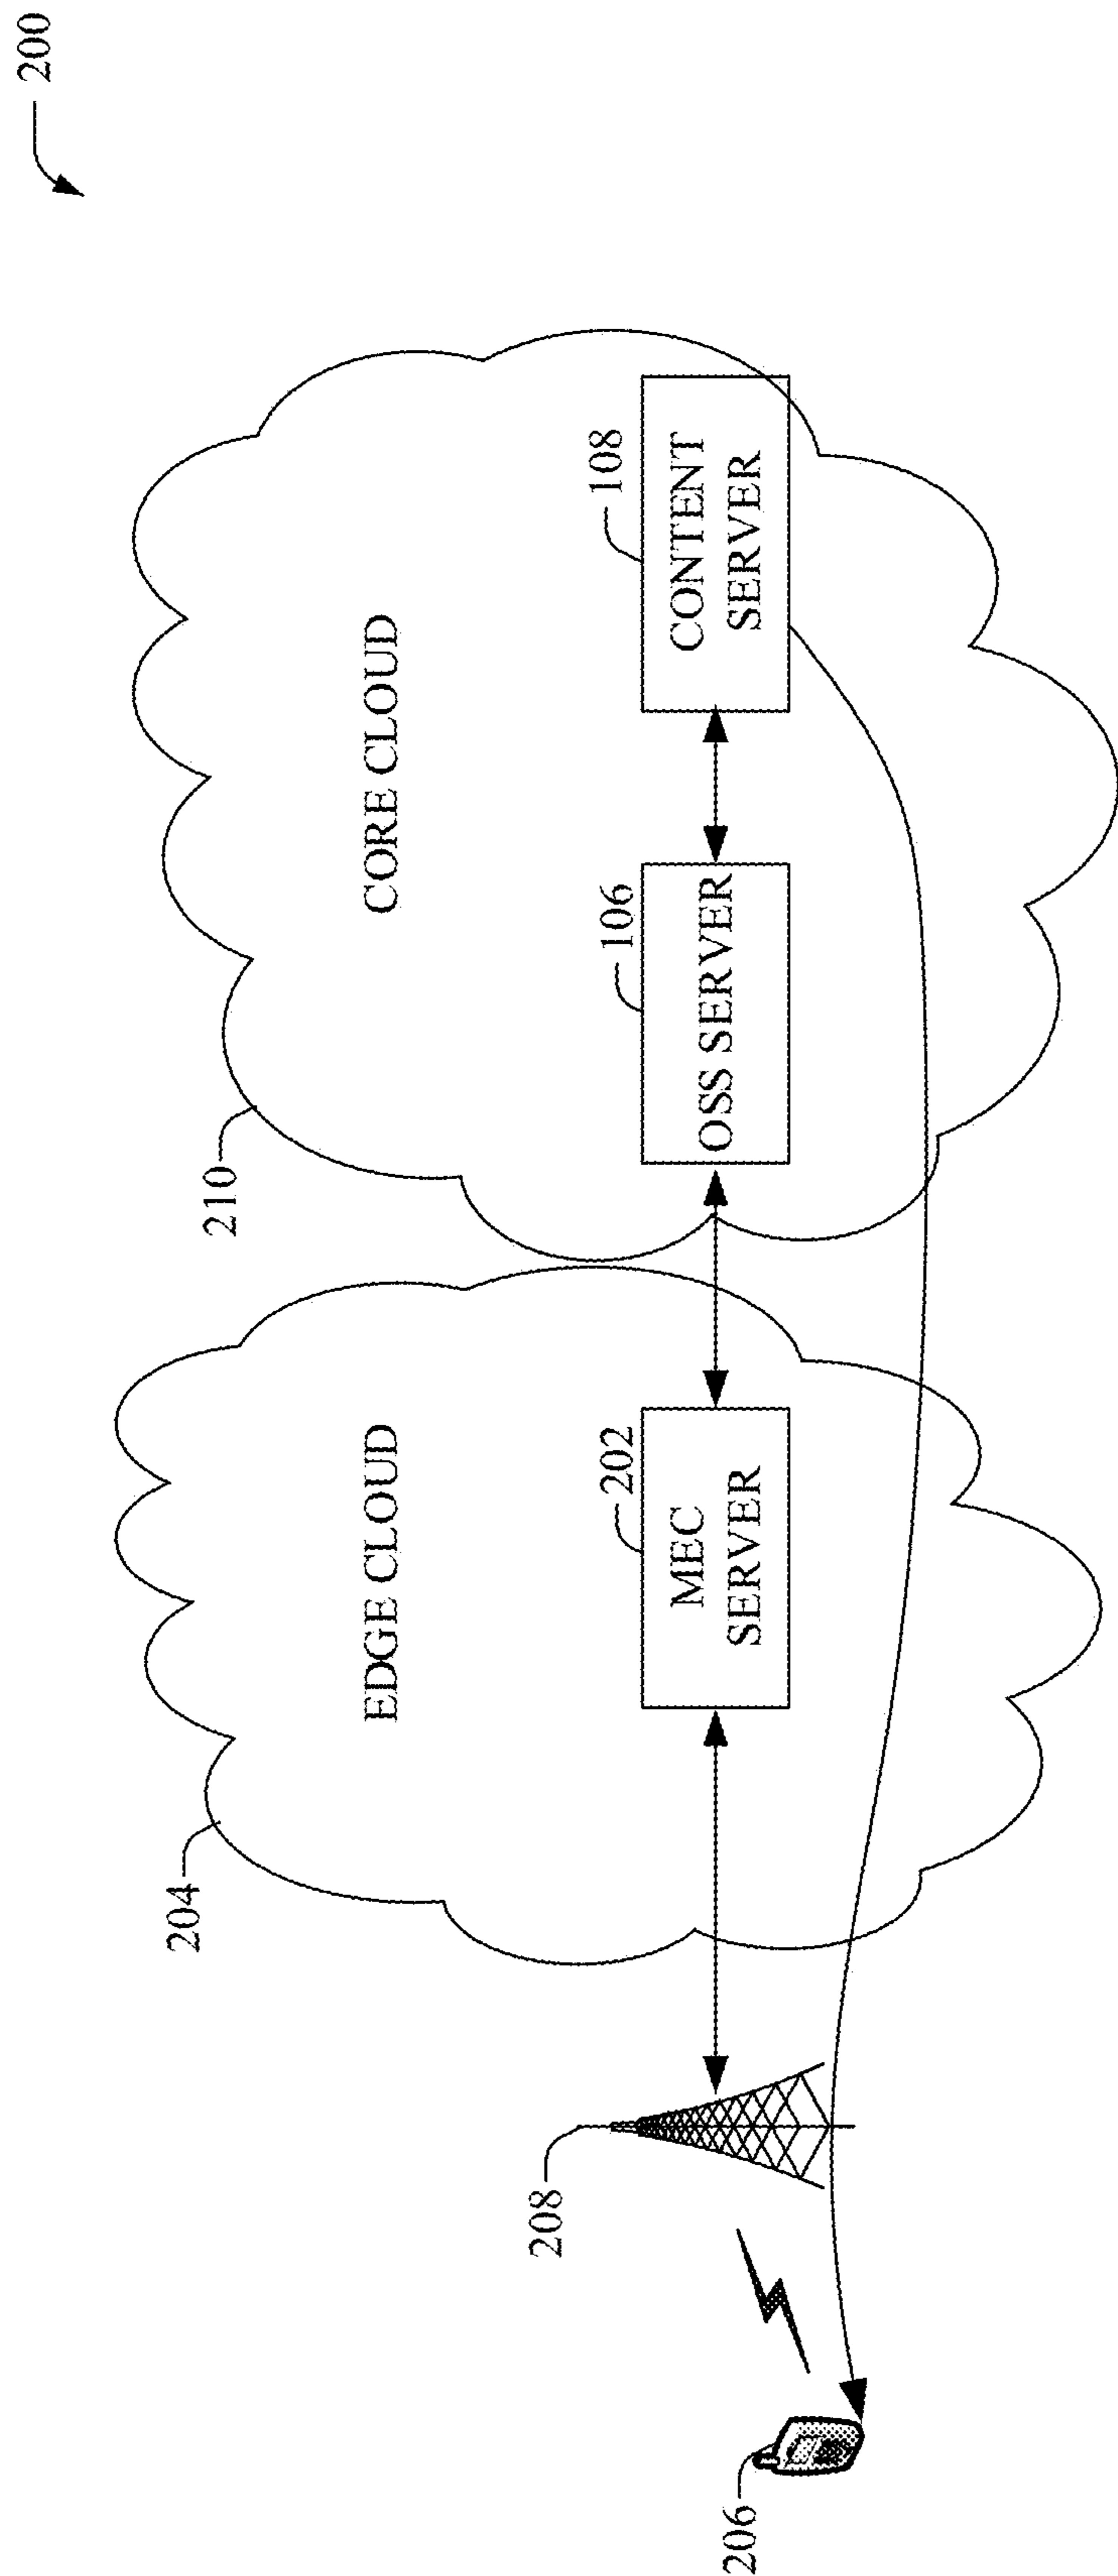 200
CORE CLOUD
210
CONTENT
SERVER
108
OSS SERVER
106
EDGE CLOUD
204
MEC
SERVER
202
208
206